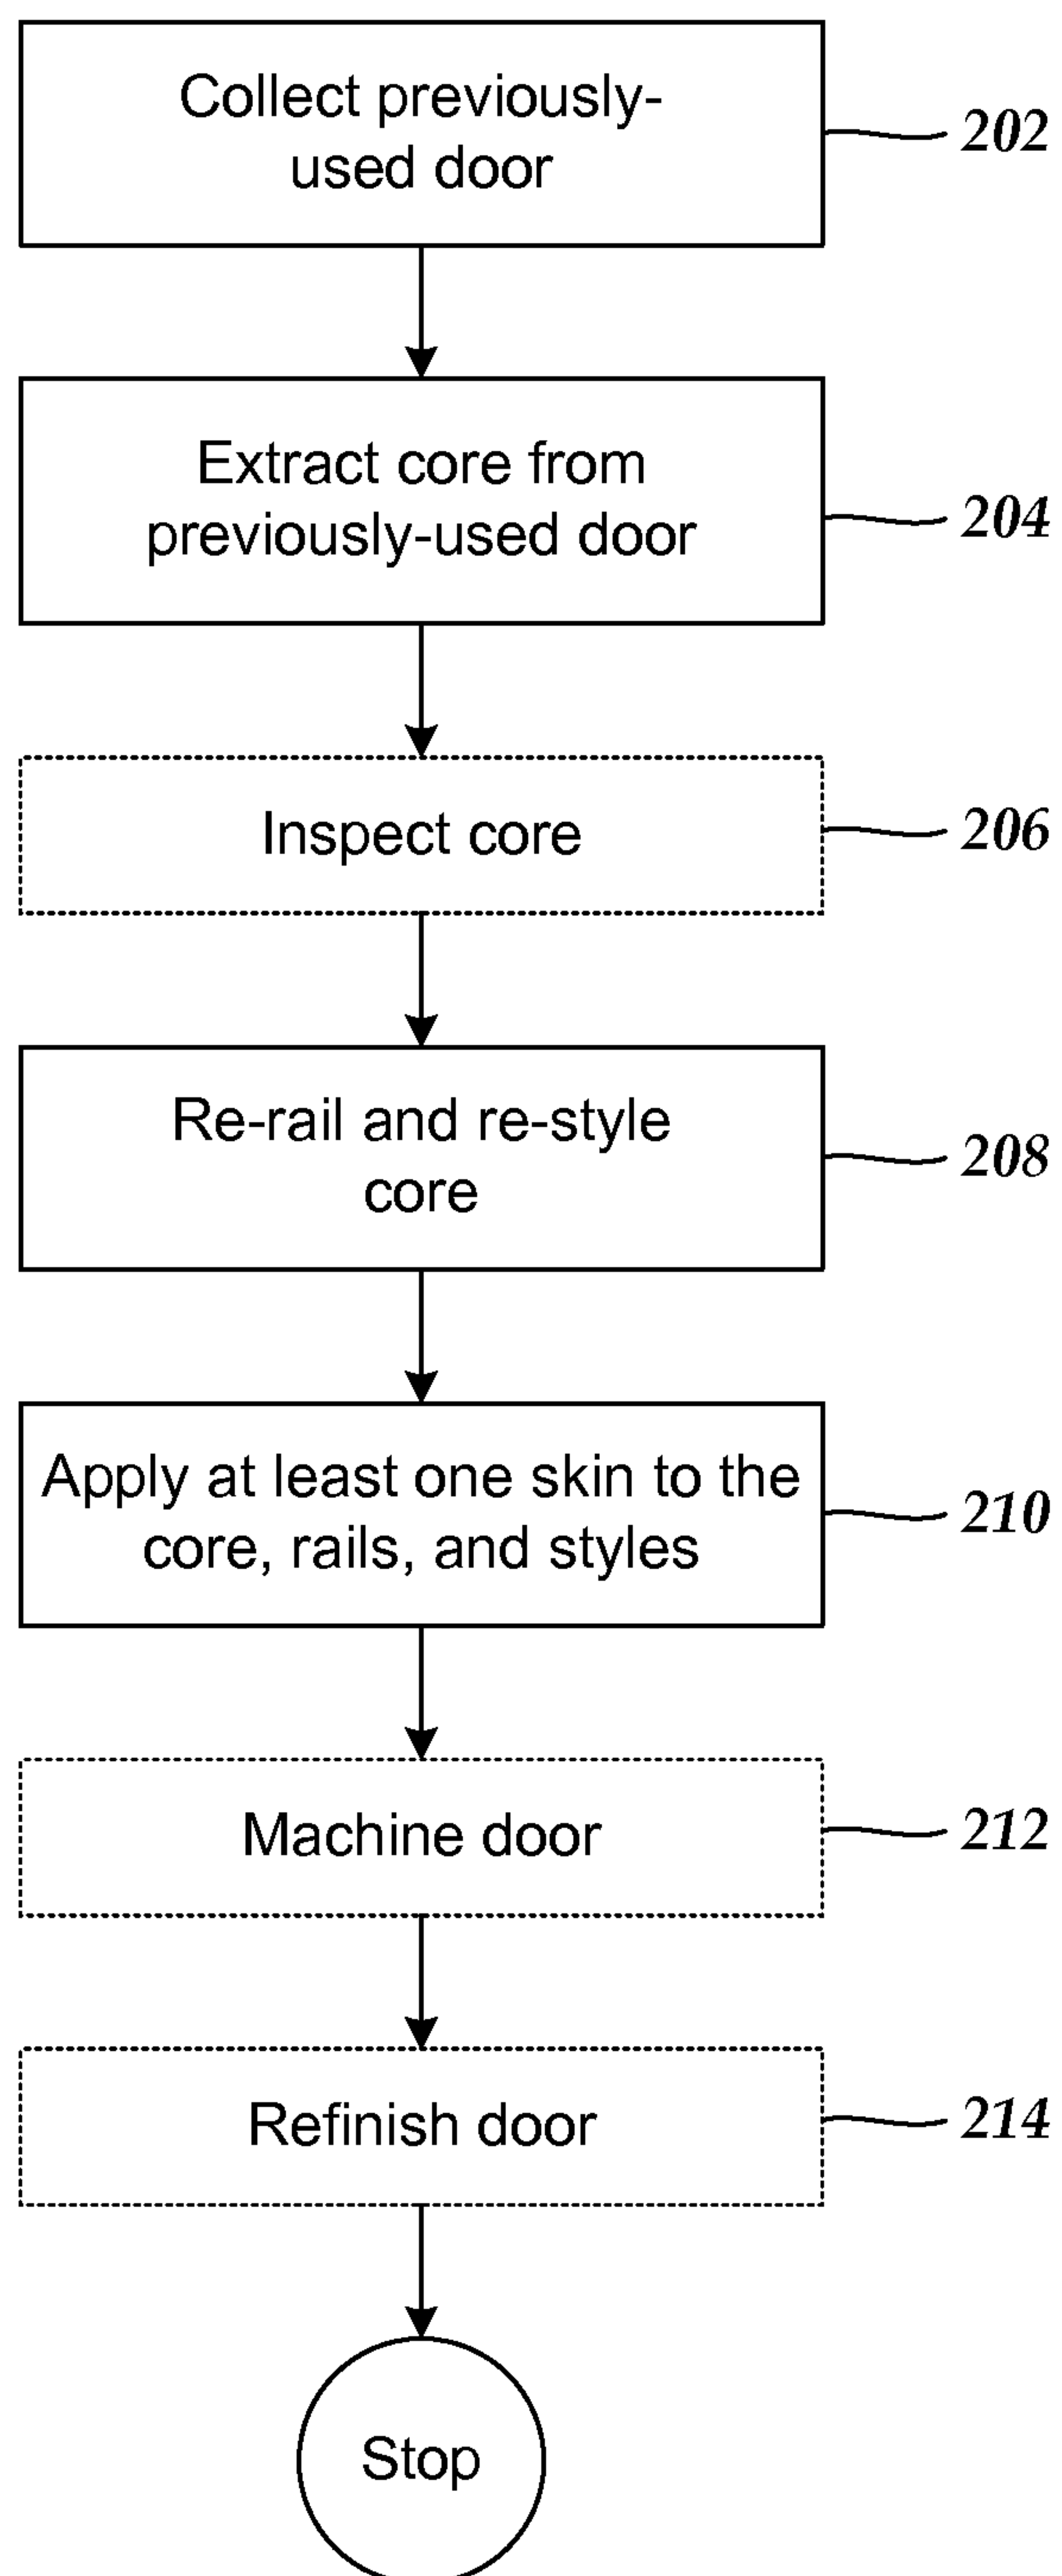 Collect previously-
used door
202
Extract core from
previously-used door
204
Inspect core
206
Re-rail and re-style
core
208
Apply at least one skin to the
core, rails, and styles
210
Machine door
212
Refinish door
214
Stop